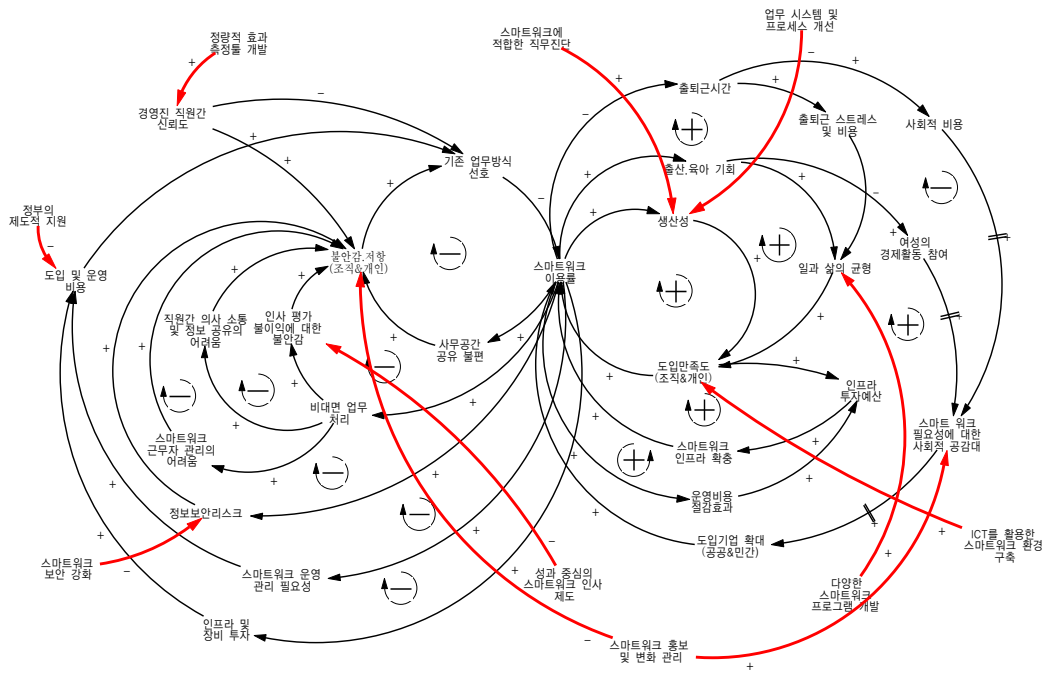 정량적 효과
측정툴 개발
스마트워크에
적합한 직무진단
업무 시스템 및
프로세스 개선
경영진 직원간
신뢰도
출퇴근시간
출퇴근 스트레스
및 비용
사회적 비용
기존 업무방식
선호
출산,육아 기회
정부의
제도적 지원
생산성
도입 및 운영
비용
불안감.저항
(조직&개인)
스마트워크
이용률
일과 삶의 균형
여성의
경제활동 참여
직원간 의사 소통
및 정보 공유의
어려움
인사 평가
불이익에 대한
불안감
사무공간
공유 불편
도입만족도
(조직&개인)
인프라
투자예산
비대면 업무
처리
스마트워크
근무자 관리의
어려움
스마트워크
인프라 확충
스마트 워크
필요성에 대한
사회적 공감대
정보보안리스크
운영비용
절감효과
도입기업 확대
(공공&민간)
ICT를 활용한
스마트워크 환경
구축
스마트워크
보안 강화
스마트워크 운영
관리 필요성
성과 중심의
스마트워크 인사
제도
다양한
스마트워크
프로그램 개발
인프라 및
장비 투자
스마트워크 홍보
및 변화 관리